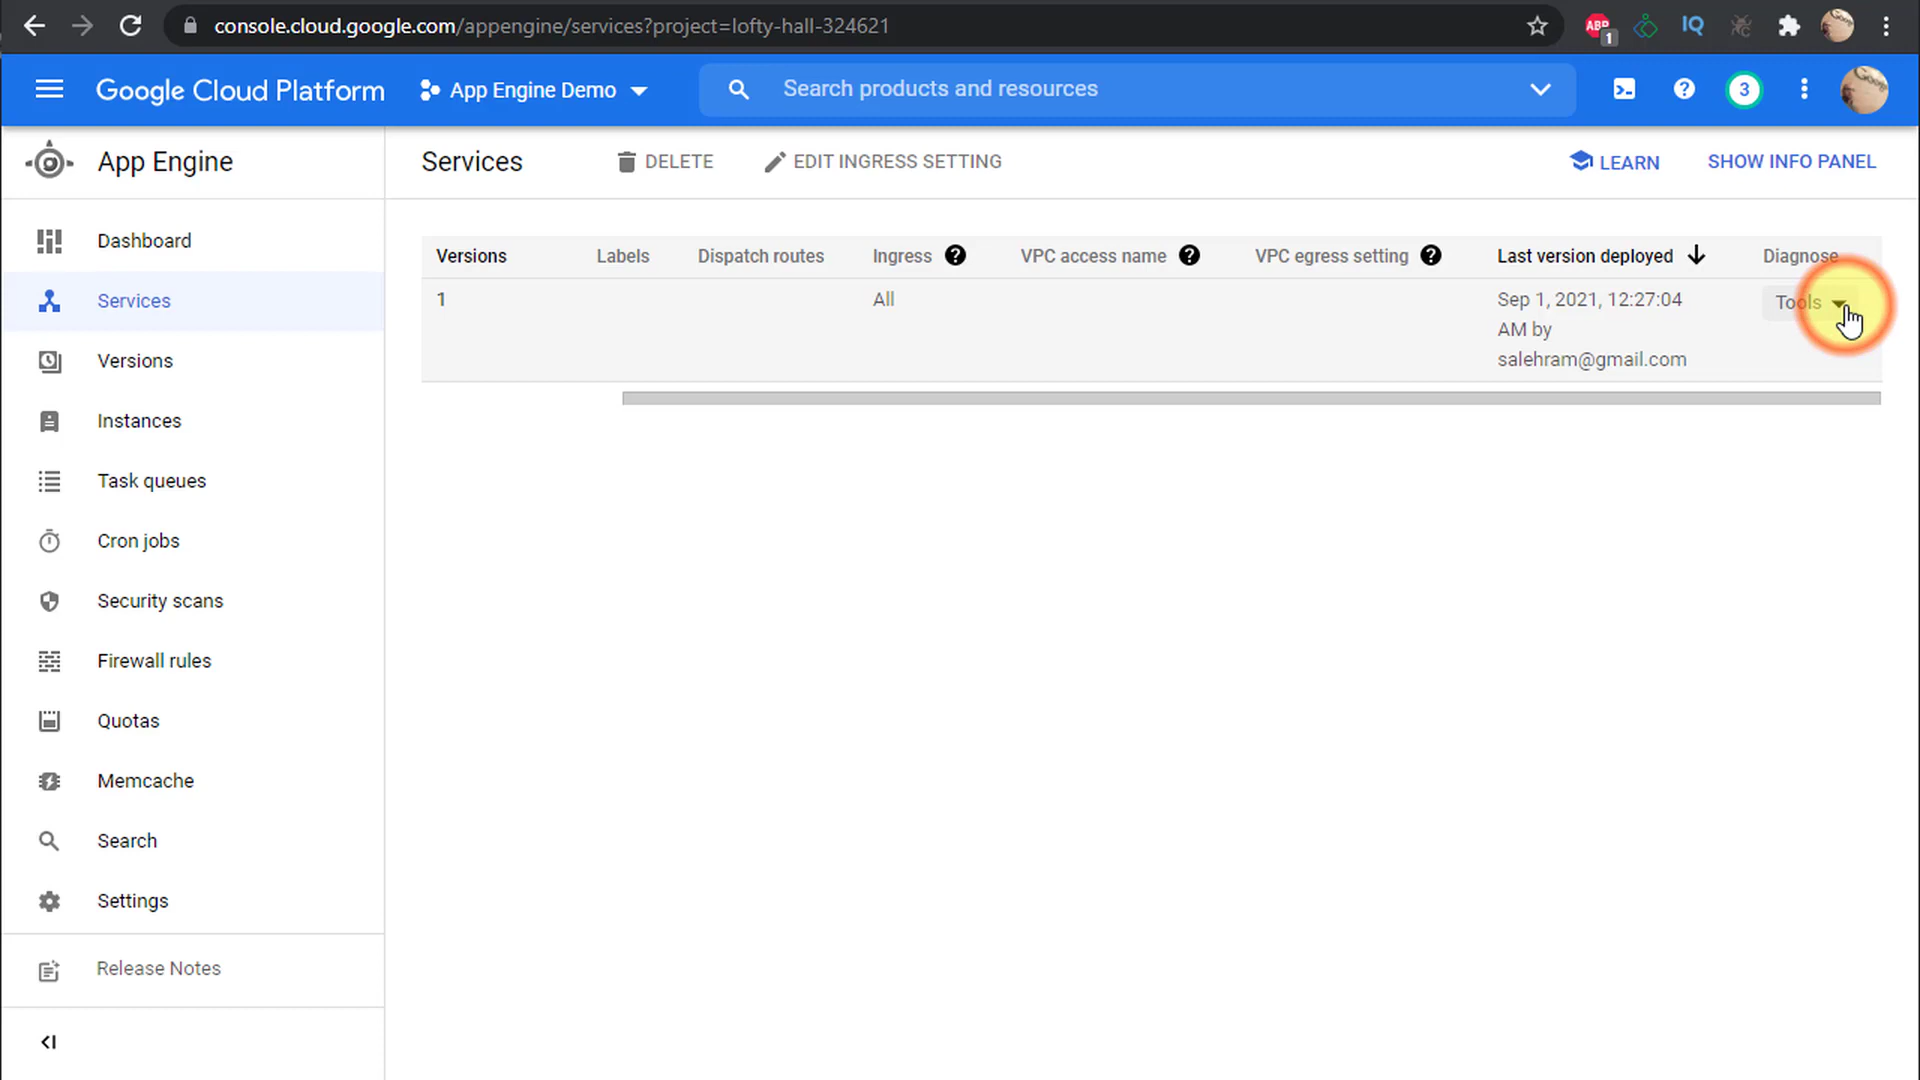 console.cloud.google.com/appengine/services?project=lofty-hall-324621
ABP
1
IQ
Google Cloud Platform
App Engine Demo
Search products and resources
3
App Engine
Services
DELETE
EDIT INGRESS SETTING
LEARN
SHOW INFO PANEL
Dashboard
Services
Versions
Instances
Task queues
Cron jobs
Security scans
Firewall rules
Quotas
Memcache
Search
Settings
Release Notes
Versions Labels Dispatch routes Ingress VPC access name VPC egress setting Last version deployed Diagnose
1 All Sep 1, 2021, 12:27:04 Tools
AM by
salehram@gmail.com